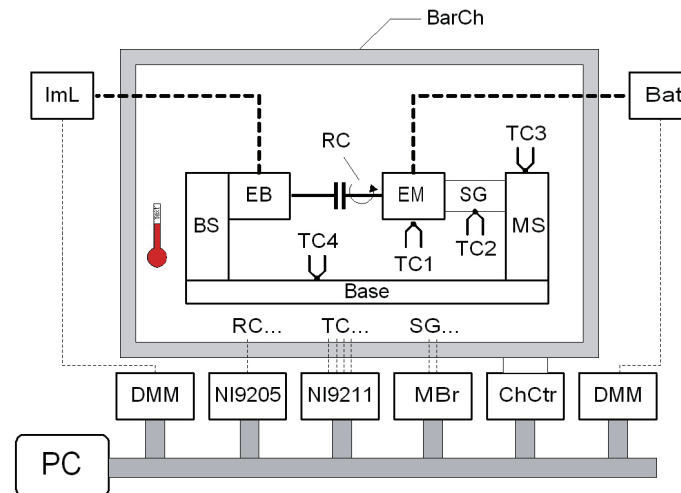 BarCh
ImL
Bat
RC
TC3
EB
EM
SG
BS
MS
TC4
TC1
TC2
Base
RC...
TC...
SG...
DMM
NI9205
NI9211
MBr
ChCtr
DMM
PC